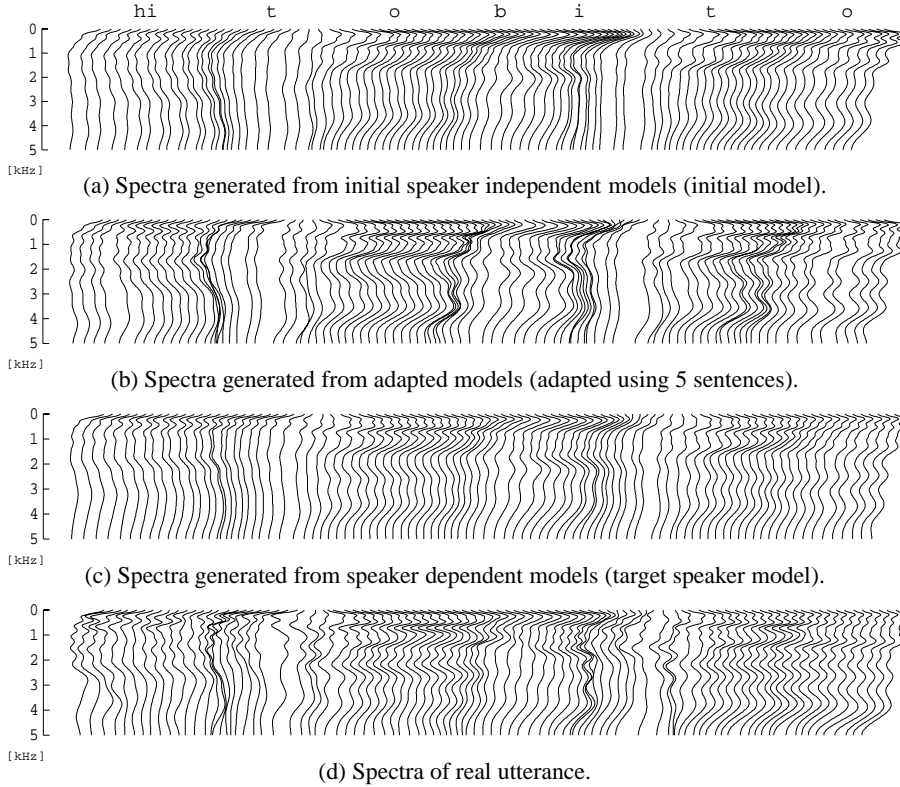 hi t o b i t o
0
1
2
3
4
5
[kHz]
(a) Spectra generated from initial speaker independent models (initial model).
0
1
2
3
4
5
[kHz]
(b) Spectra generated from adapted models (adapted using 5 sentences).
0
1
2
3
4
5
[kHz]
(c) Spectra generated from speaker dependent models (target speaker model).
0
1
2
3
4
5
[kHz]
(d) Spectra of real utterance.